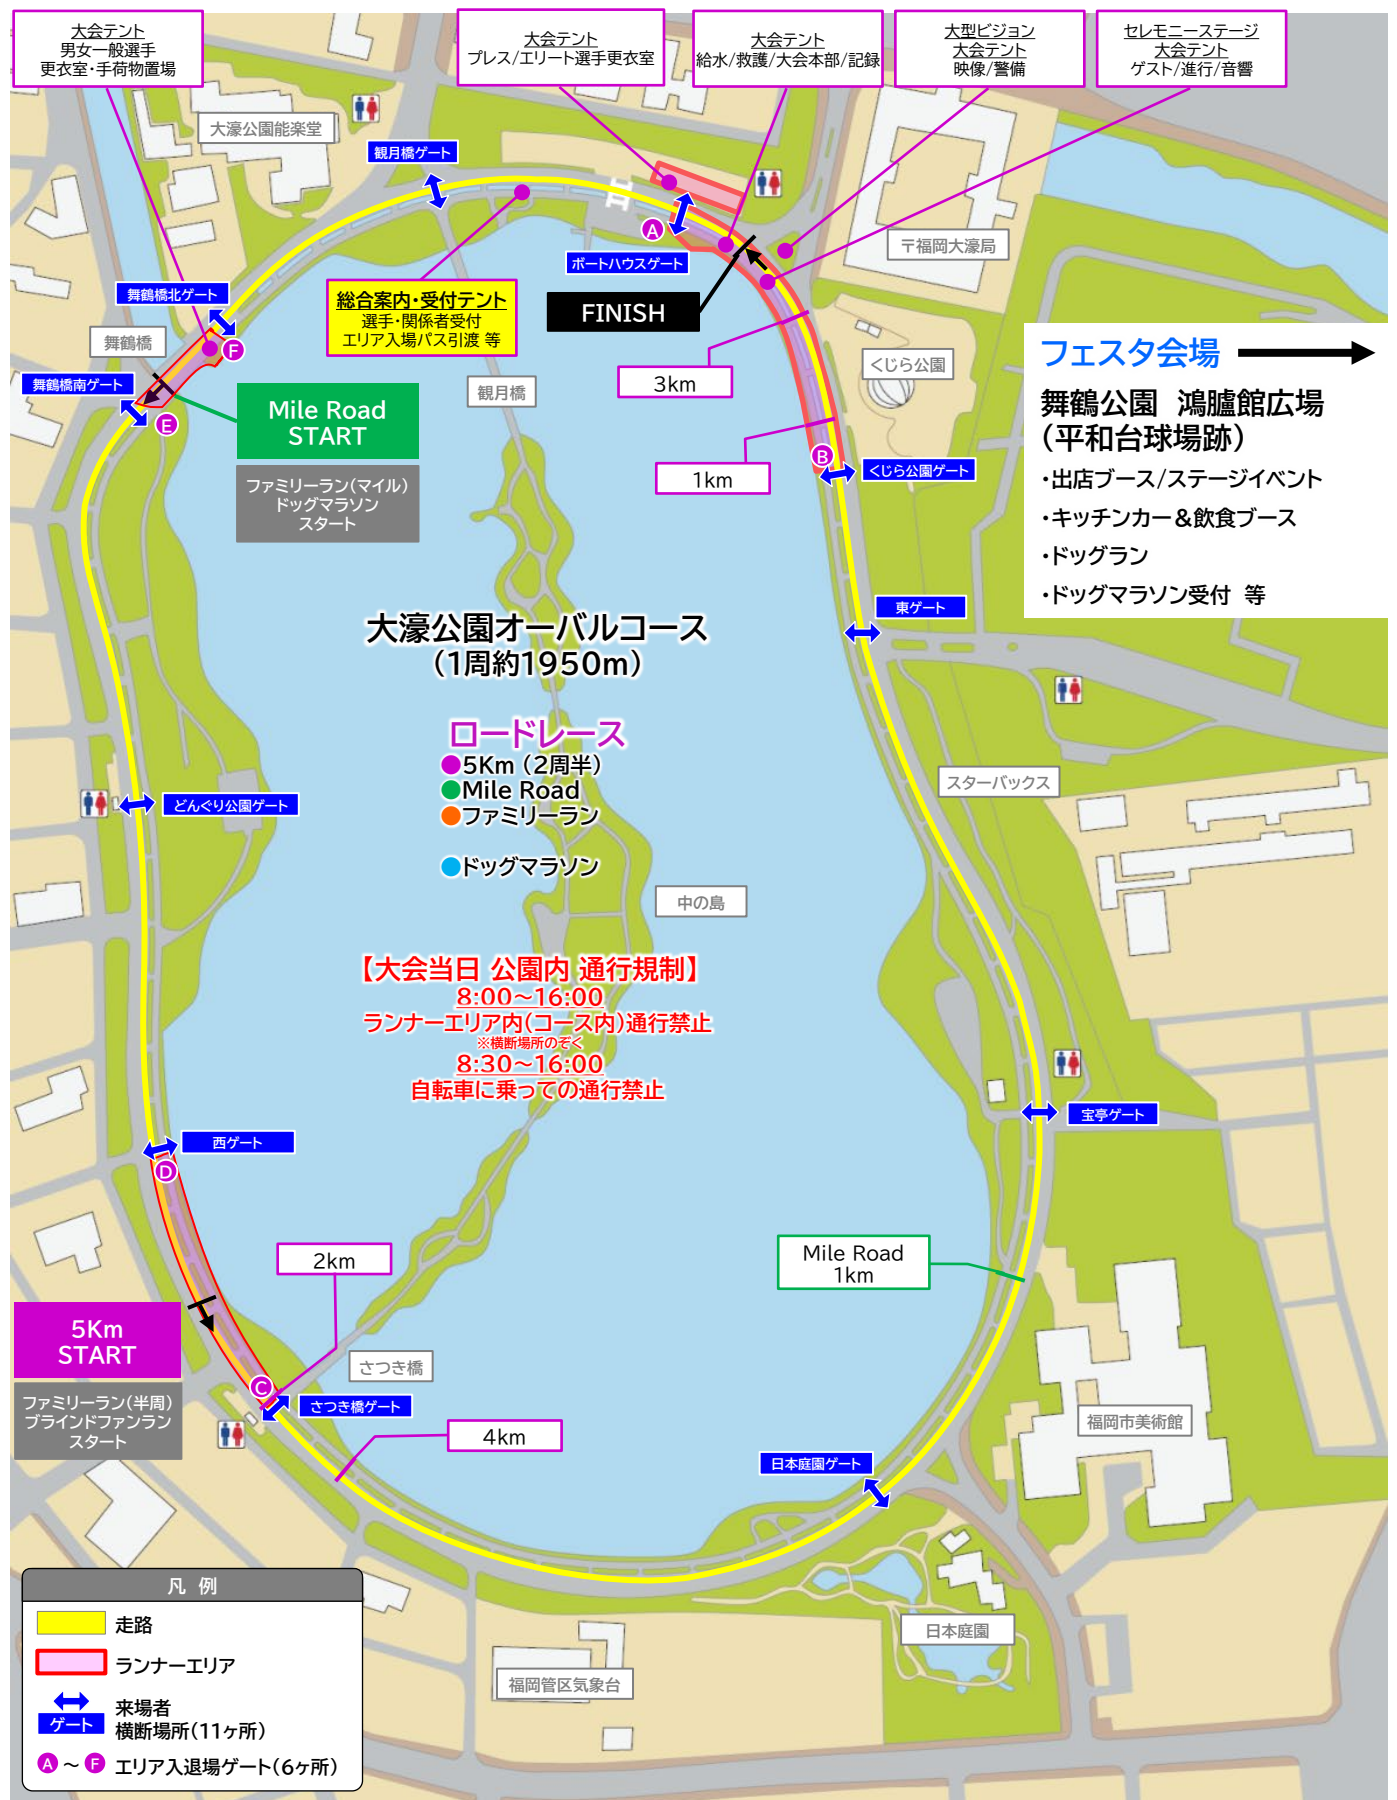 大会テント
男女一般選手
更衣室・手荷物置場
大会テント
プレス/エリート選手更衣室
大会テント
給水/救護/大会本部/記録
大型ビジョン
大会テント
映像/警備
セレモニーステージ
大会テント
ゲスト/進行/音響
大濠公園能楽堂
観月橋ゲート
A
ボートハウスゲート
〒福岡大濠局
舞鶴橋北ゲート
総合案内・受付テント
選手・関係者受付
エリア入場パス引渡 等
FINISH
舞鶴橋
F
舞鶴橋南ゲート
E
Mile Road
START
ファミリーラン(マイル)
ドッグマラソン
スタート
観月橋
3km
くじら公園
1km
B
くじら公園ゲート
フェスタ会場
舞鶴公園 鴻臚館広場
(平和台球場跡)
・出店ブース/ステージイベント
・キッチンカー&飲食ブース
・ドッグラン
・ドッグマラソン受付 等
東ゲート
大濠公園オーバルコース
(1周約1950m)
ロードレース
5Km (2周半)
Mile Road
ファミリーラン
ドッグマラソン
スターバックス
どんぐり公園ゲート
中の島
【大会当日 公園内 通行規制】
8:00~16:00
ランナーエリア内(コース内)通行禁止
※横断場所のぞく
8:30~16:00
自転車に乗っての通行禁止
宝亭ゲート
西ゲート
D
2km
Mile Road
1km
5Km
START
ファミリーラン(半周)
ブラインドファンラン
スタート
さつき橋
C
さつき橋ゲート
4km
福岡市美術館
日本庭園ゲート
日本庭園
福岡管区気象台
凡 例
走路
ランナーエリア
ゲート
来場者
横断場所(11ヶ所)
A ~ F エリア入退場ゲート(6ヶ所)